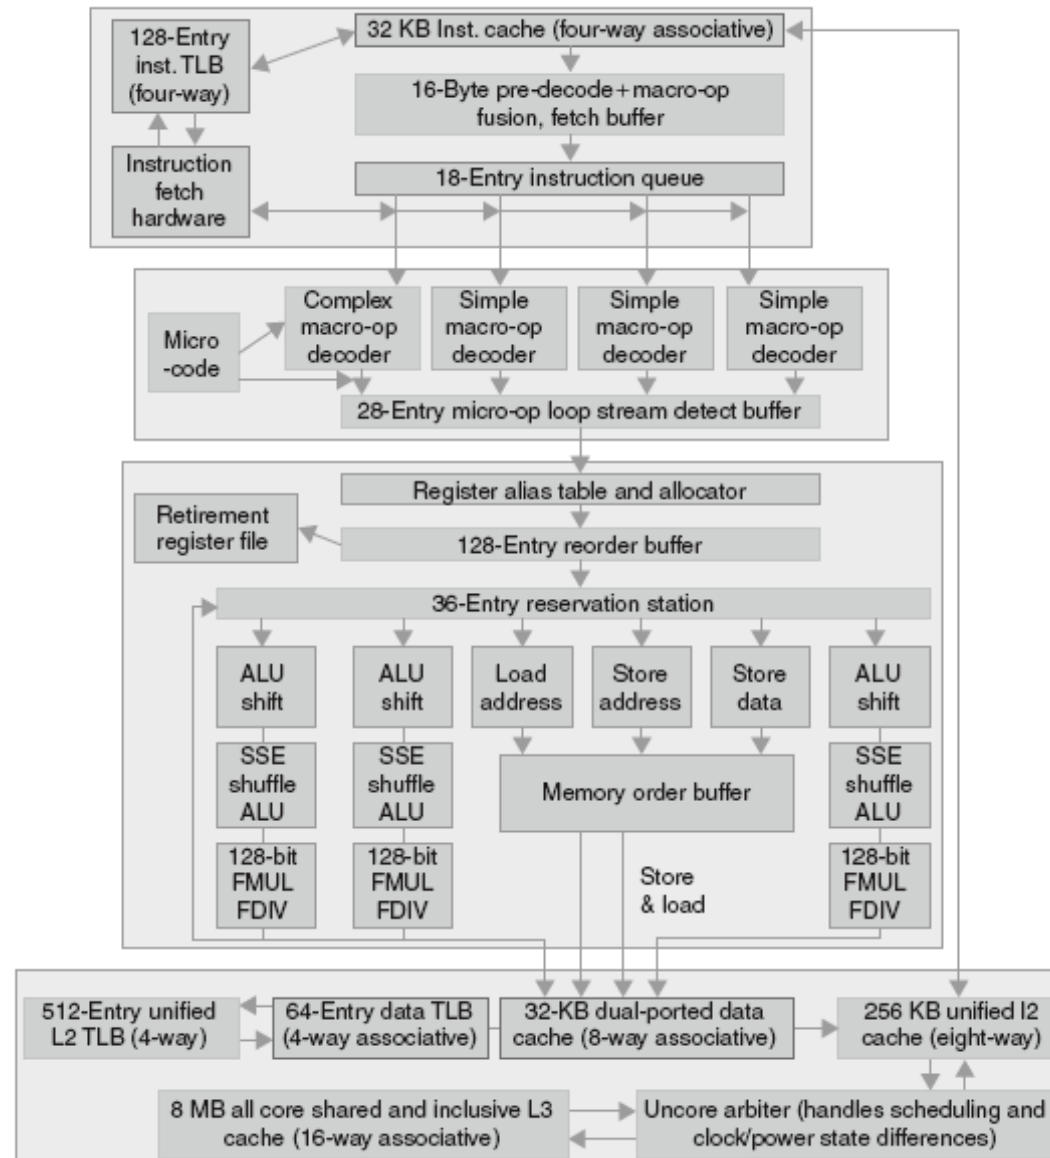 128-Entry
inst. TLB
(four-way)
32 KB Inst. cache (four-way associative)
16-Byte pre-decode+macro-op
fusion, fetch buffer
Instruction
fetch
hardware
18-Entry instruction queue
Micro
-code
Complex
macro-op
decoder
Simple
macro-op
decoder
Simple
macro-op
decoder
Simple
macro-op
decoder
28-Entry micro-op loop stream detect buffer
Register alias table and allocator
Retirement
register file
128-Entry reorder buffer
36-Entry reservation station
ALU
shift
ALU
shift
Load
address
Store
address
Store
data
ALU
shift
SSE
shuffle
ALU
SSE
shuffle
ALU
Memory order buffer
SSE
shuffle
ALU
128-bit
FMUL
FDIV
128-bit
FMUL
FDIV
Store
& load
128-bit
FMUL
FDIV
512-Entry unified
L2 TLB (4-way)
64-Entry data TLB
(4-way associative)
32-KB dual-ported data
cache (8-way associative)
256 KB unified l2
cache (eight-way)
8 MB all core shared and inclusive L3
cache (16-way associative)
Uncore arbiter (handles scheduling and
clock/power state differences)